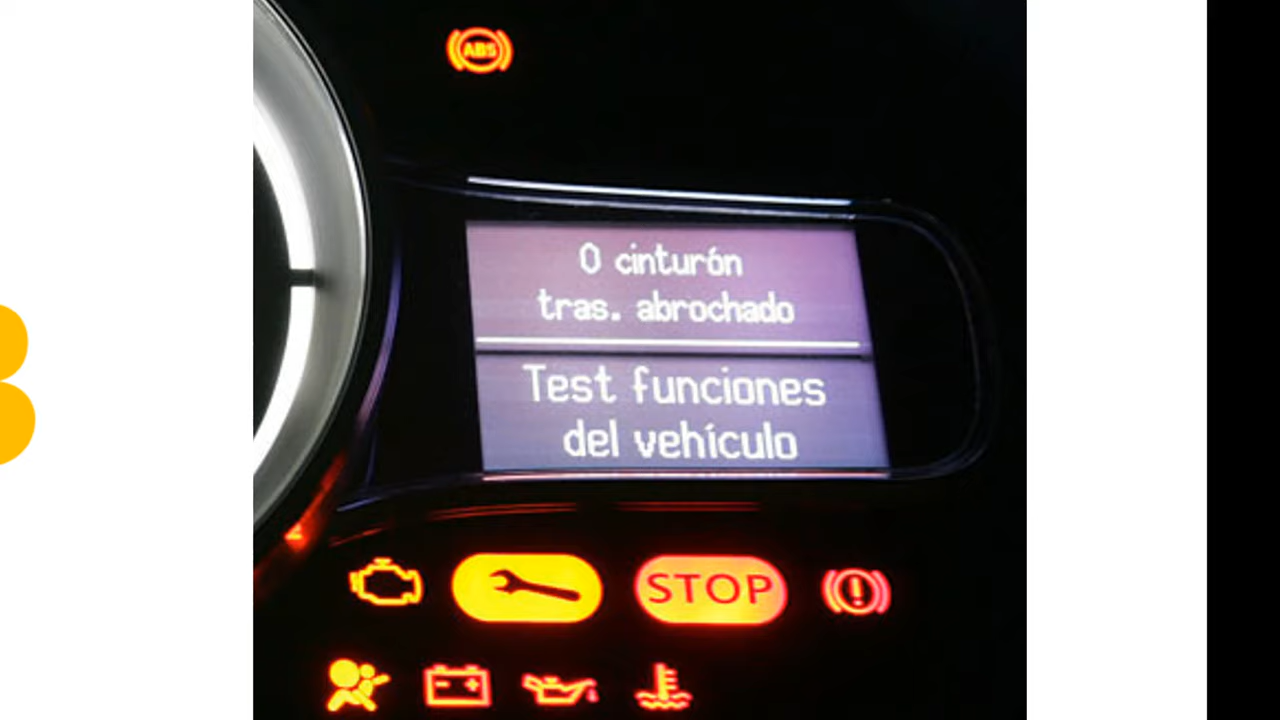 ABS
0 cinturón
tras. abrochado
Test funciones
del vehículo
STOP